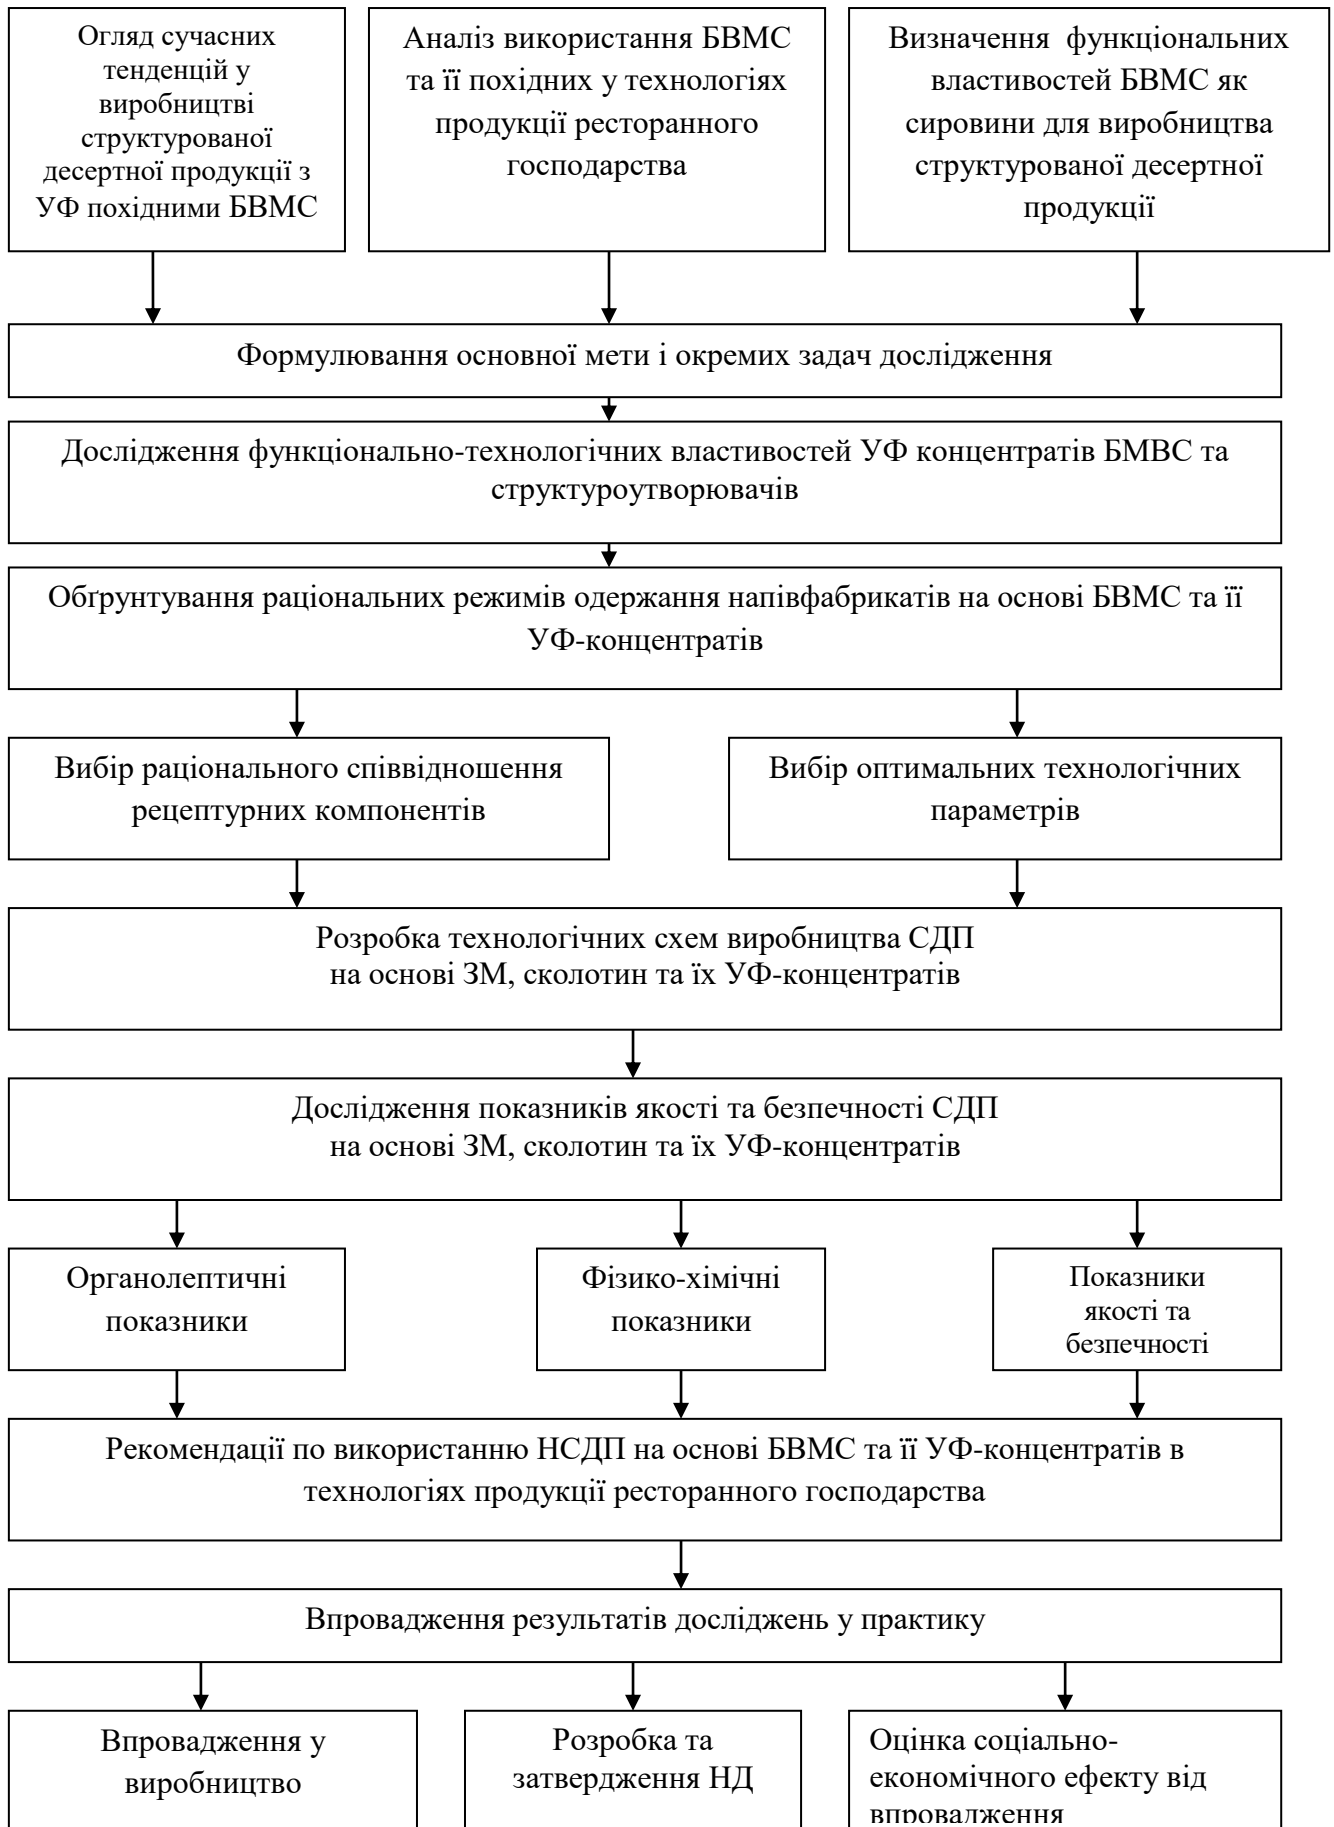 Огляд сучасних
тенденцій у
виробництві
структурованої
десертної продукції з
УФ похідними БВМС
Аналіз використання БВМС
та її похідних у технологіях
продукції ресторанного
господарства
Визначення функціональних
властивостей БВМС як
сировини для виробництва
структурованої десертної
продукції
Формулювання основної мети і окремих задач дослідження
Дослідження функціонально-технологічних властивостей УФ концентратів БМВС та
структуроутворювачів
Обґрунтування раціональних режимів одержання напівфабрикатів на основі БВМС та її
УФ-концентратів
Вибір раціонального співвідношення
рецептурних компонентів
Вибір оптимальних технологічних
параметрів
Розробка технологічних схем виробництва СДП
на основі ЗМ, сколотин та їх УФ-концентратів
Дослідження показників якості та безпечності СДП
на основі ЗМ, сколотин та їх УФ-концентратів
Органолептичні
показники
Фізико-хімічні
показники
Показники
якості та
безпечності
Рекомендації по використанню НСДП на основі БВМС та її УФ-концентратів в
технологіях продукції ресторанного господарства
Впровадження результатів досліджень у практику
Впровадження у
виробництво
Розробка та
затвердження НД
Оцінка соціально-
економічного ефекту від
впровадження